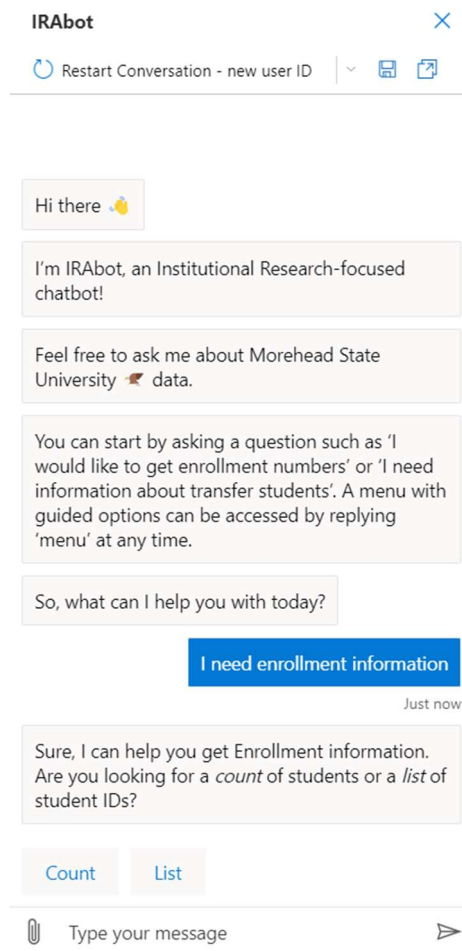 IRAbot
Restart Conversation - new user ID
Hi there 👋
I'm IRAbot, an Institutional Research-focused
chatbot!
Feel free to ask me about Morehead State
University 🦅 data.
You can start by asking a question such as 'I
would like to get enrollment numbers' or 'I need
information about transfer students'. A menu with
guided options can be accessed by replying
'menu' at any time.
So, what can I help you with today?
I need enrollment information
Just now
Sure, I can help you get Enrollment information.
Are you looking for a count of students or a list of
student IDs?
Count List
Type your message